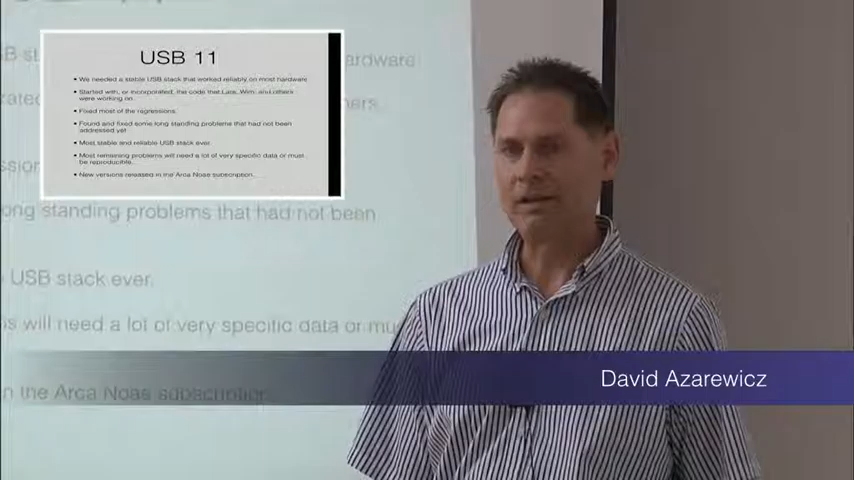 USB 11
• We needed a stable USB stack that worked reliably on most hardware
• Started with, or incorporated, the code that Lars, Wim, and others
were working on.
• Fixed most of the regressions.
• Found and fixed some long standing problems that had not been
addressed yet
• Most stable and reliable USB stack ever.
• Most remaining problems will need a lot of very specific data or must
be reproducible.
• New versions released in the Arca Noae subscription.
ardware
ong standing problems that had not been
USB stack ever.
s will need a lot of very specific data or mu
n the Arca Noae subscription.
David Azarewicz